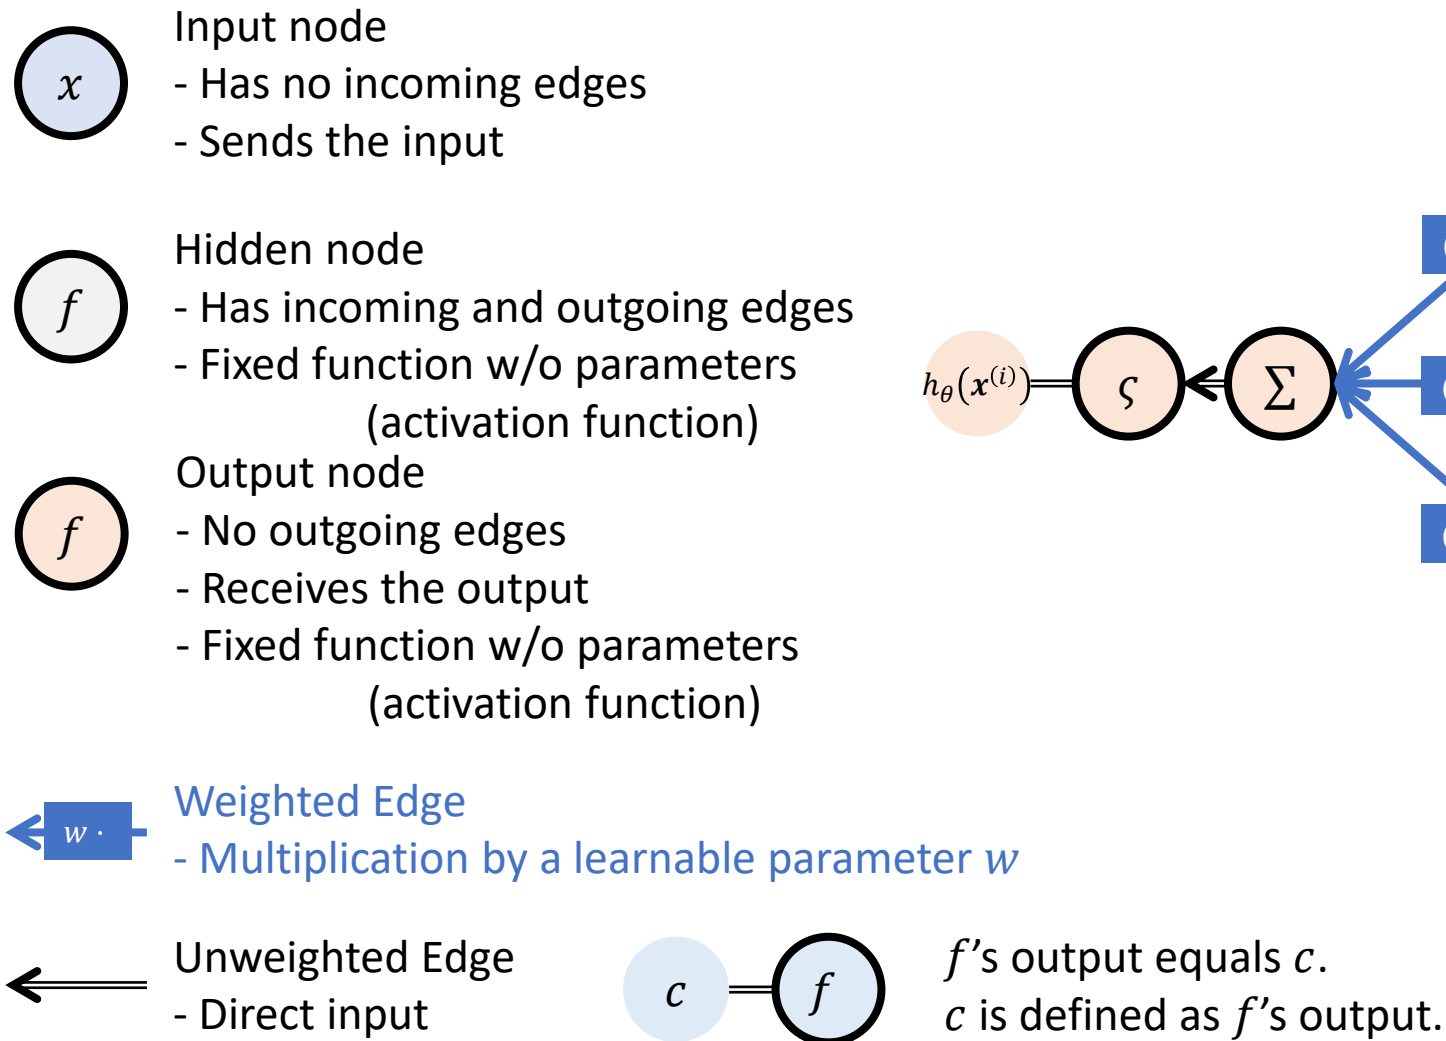 x
Input node
- Has no incoming edges
- Sends the input
f
Hidden node
- Has incoming and outgoing edges
- Fixed function w/o parameters
(activation function)
f
Output node
- No outgoing edges
- Receives the output
- Fixed function w/o parameters
(activation function)
h_θ(x^(i))
ς
∑
w ·
Weighted Edge
- Multiplication by a learnable parameter w
Unweighted Edge
- Direct input
c
f
f's output equals c.
c is defined as f's output.